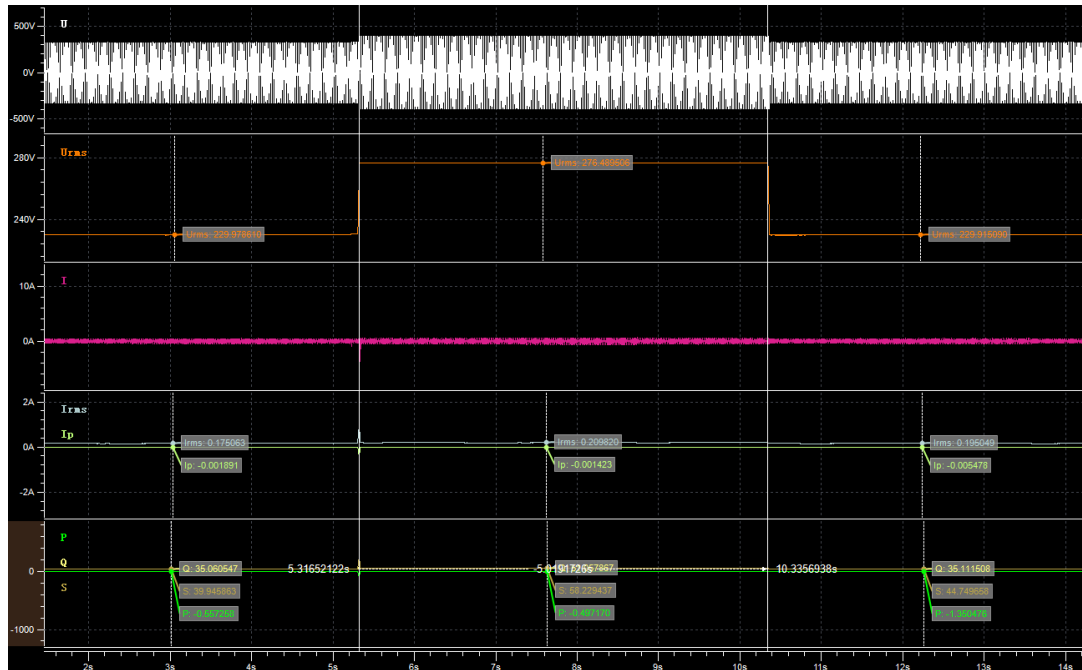 U
500V
0V
-500V
Urms
280V
240V
Urms: 229.978610
Urms: 276.489606
Urms: 229.915090
I
10A
0A
Irms
Ip
2A
0A
-2A
Irms: 0.175063
Ip: -0.001891
Irms: 0.209820
Ip: -0.001423
Irms: 0.195049
Ip: -0.005478
P
Q
S
0
-1000
Q: 35.060547
S: 39.946863
P: -0.557258
5.31652122s
S: 58.229437
P: -0.497170
10.3356938s
Q: 35.111508
S: 44.749658
P: -1.350476
2s 3s 4s 5s 6s 7s 8s 9s 10s 11s 12s 13s 14s